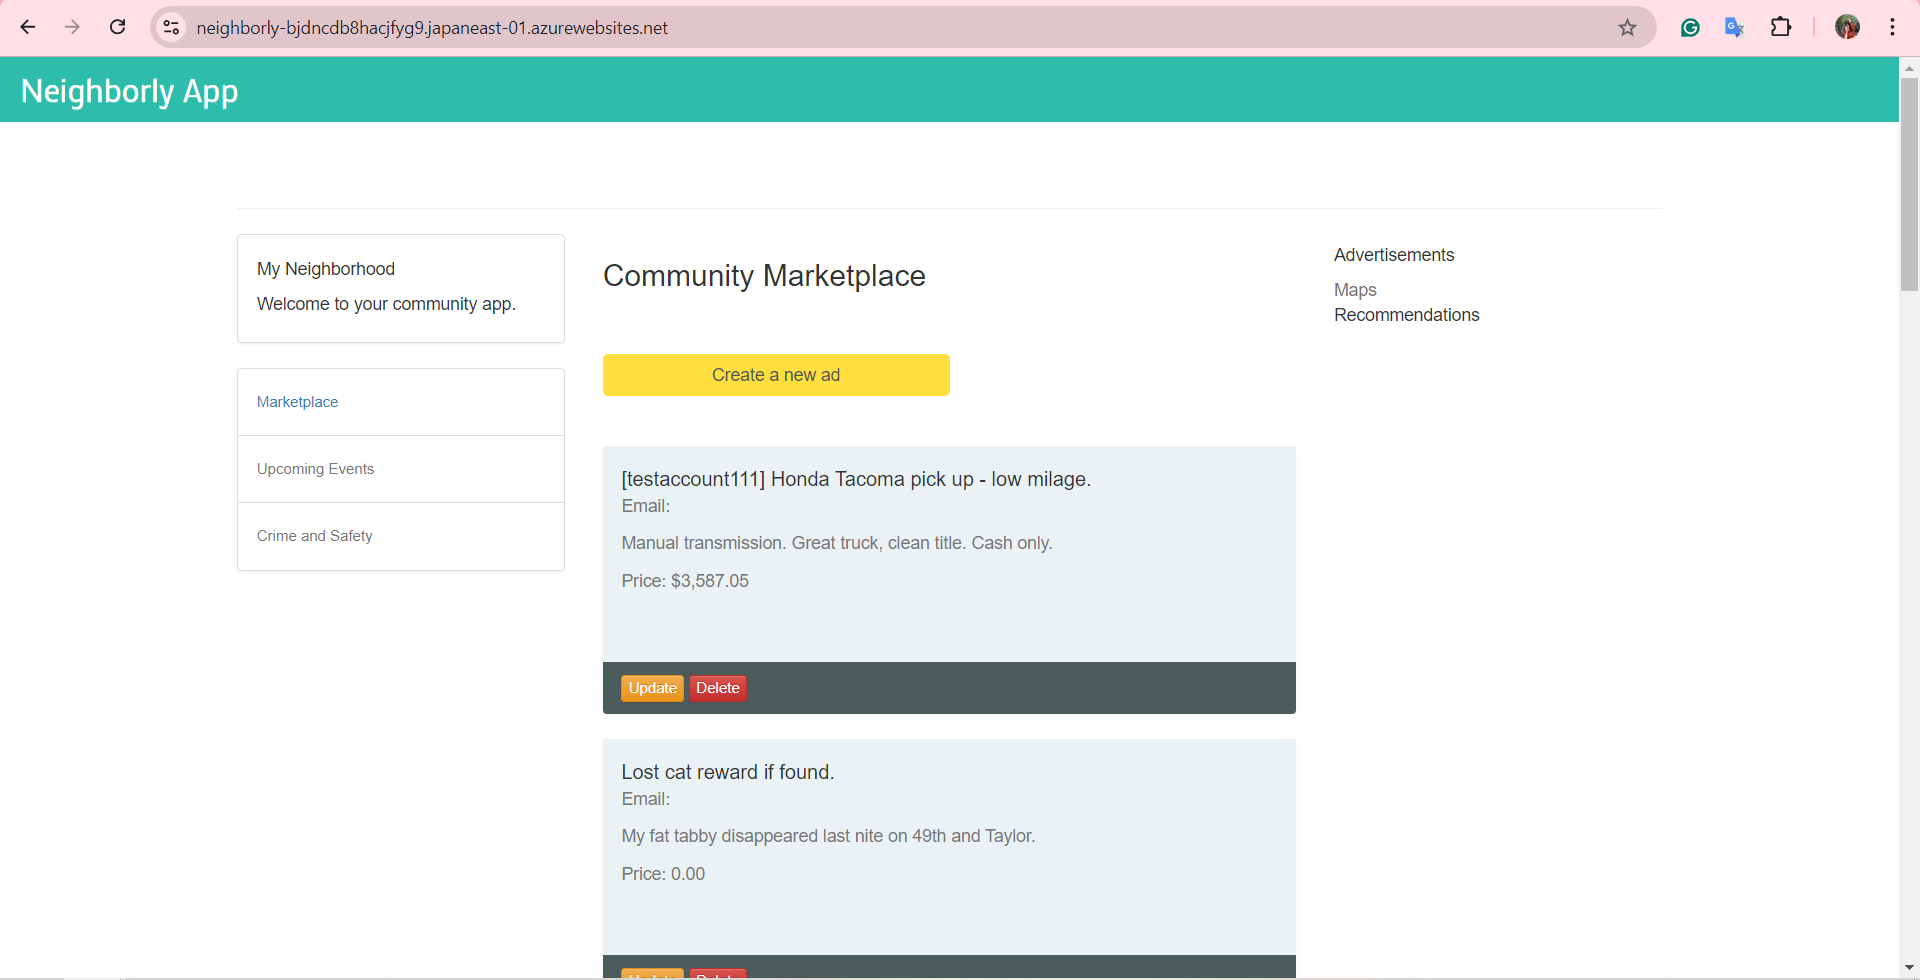 neighborly-bjdncdb8hacjfyg9.japaneast-01.azurewebsites.net
Neighborly App
My Neighborhood
Welcome to your community app.
Marketplace
Upcoming Events
Crime and Safety
Community Marketplace
Create a new ad
[testaccount111] Honda Tacoma pick up - low milage.
Email:
Manual transmission. Great truck, clean title. Cash only.
Price: $3,587.05
Update Delete
Lost cat reward if found.
Email:
My fat tabby disappeared last nite on 49th and Taylor.
Price: 0.00
Update Delete
Advertisements
Maps
Recommendations